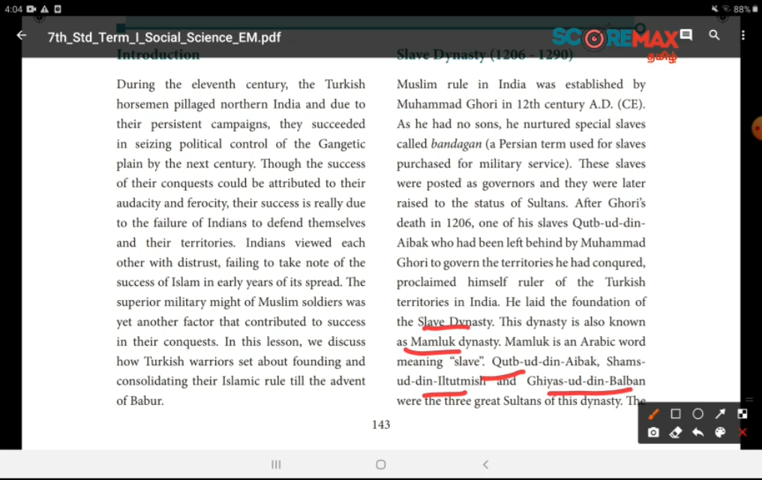 4:04
88%
7th_Std_Term_I_Social_Science_EM.pdf
SCOREMAX
தமிழ்
Introduction
During the eleventh century, the Turkish
horsemen pillaged northern India and due to
their persistent campaigns, they succeeded
in seizing political control of the Gangetic
plain by the next century. Though the success
of their conquests could be attributed to their
audacity and ferocity, their success is really due
to the failure of Indians to defend themselves
and their territories. Indians viewed each
other with distrust, failing to take note of the
success of Islam in early years of its spread. The
superior military might of Muslim soldiers was
yet another factor that contributed to success
in their conquests. In this lesson, we discuss
how Turkish warriors set about founding and
consolidating their Islamic rule till the advent
of Babur.
Slave Dynasty (1206 - 1290)
Muslim rule in India was established by
Muhammad Ghori in 12th century A.D. (CE).
As he had no sons, he nurtured special slaves
called bandagan (a Persian term used for slaves
purchased for military service). These slaves
were posted as governors and they were later
raised to the status of Sultans. After Ghori's
death in 1206, one of his slaves Qutb-ud-din-
Aibak who had been left behind by Muhammad
Ghori to govern the territories he had conqured,
proclaimed himself ruler of the Turkish
territories in India. He laid the foundation of
the Slave Dynasty. This dynasty is also known
as Mamluk dynasty. Mamluk is an Arabic word
meaning "slave". Qutb-ud-din-Aibak, Shams-
ud-din-Iltutmish and Ghiyas-ud-din-Balban
were the three great Sultans of this dynasty. The
143